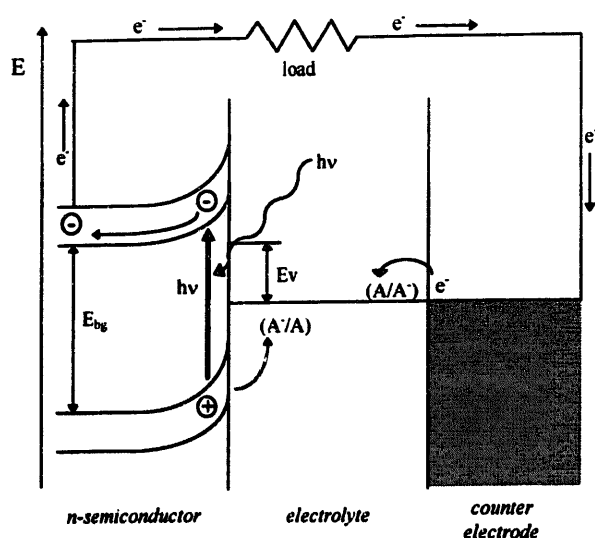 e⁻ e⁻
E
load
e⁻ e⁻
hν
⊖ ⊖
hν Ev (A/A⁻) e⁻
E_bg
(A⁻/A)
⊕
n-semiconductor electrolyte counter
electrode